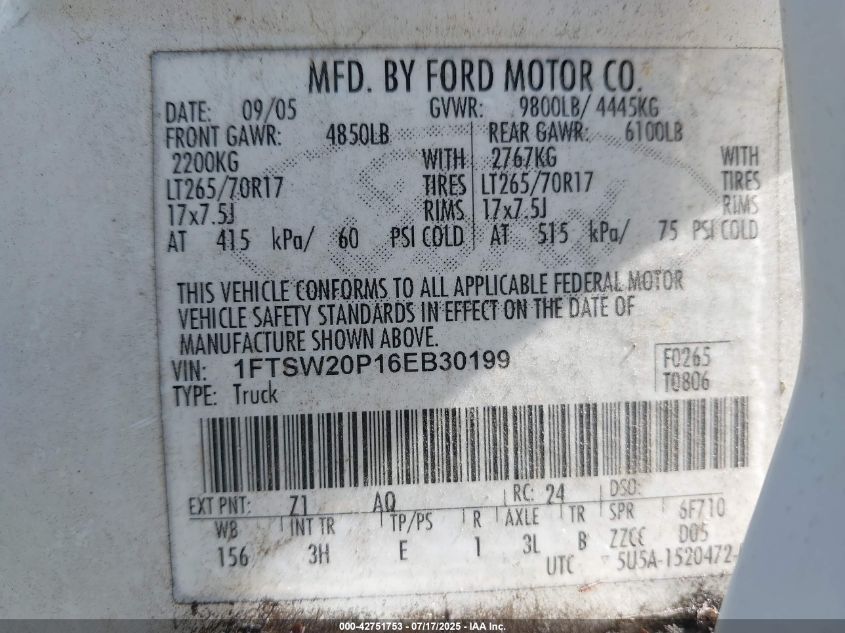 MFD. BY FORD MOTOR CO.
DATE: 09/05 GVWR: 9800LB/ 4445KG
FRONT GAWR: 4850LB REAR GAWR: 6100LB
2200KG WITH 2767KG WITH
LT265/70R17 TIRES LT265/70R17 TIRES
17x7.5J RIMS 17x7.5J RIMS
AT 415 kPa/ 60 PSI COLD AT 515 kPa/ 75 PSI COLD
THIS VEHICLE CONFORMS TO ALL APPLICABLE FEDERAL MOTOR
VEHICLE SAFETY STANDARDS IN EFFECT ON THE DATE OF
MANUFACTURE SHOWN ABOVE.
VIN: 1FTSW20P16EB30199 F0265
TYPE: Truck T0806
EXT PNT: Z1 AQ RC: 24 DSO:
WB INT TR TP/PS R AXLE TR SPR 6F710
156 3H E 1 3L B ZZCC D05
UTC 5U5A-1520472-
000-42751753 - 07/17/2025 - IAA Inc.